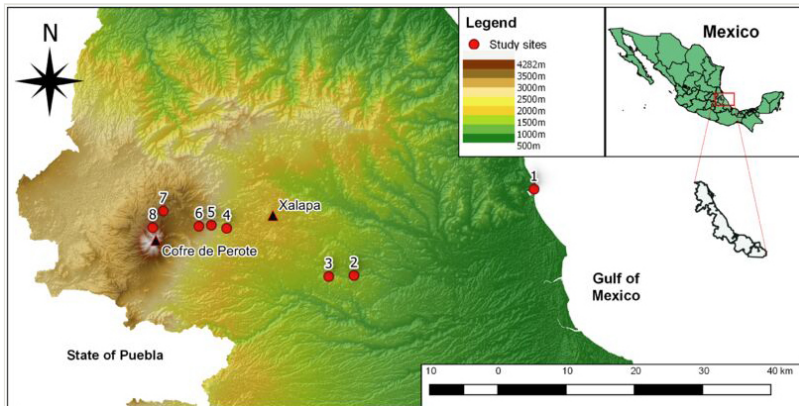 N
Legend
Study sites
4282m
3500m
3000m
2500m
2000m
1500m
1000m
500m
Mexico
1
7
8
6
5
4
Xalapa
Cofre de Perote
3
2
Gulf of
Mexico
State of Puebla
10
0
10
20
30
40 km